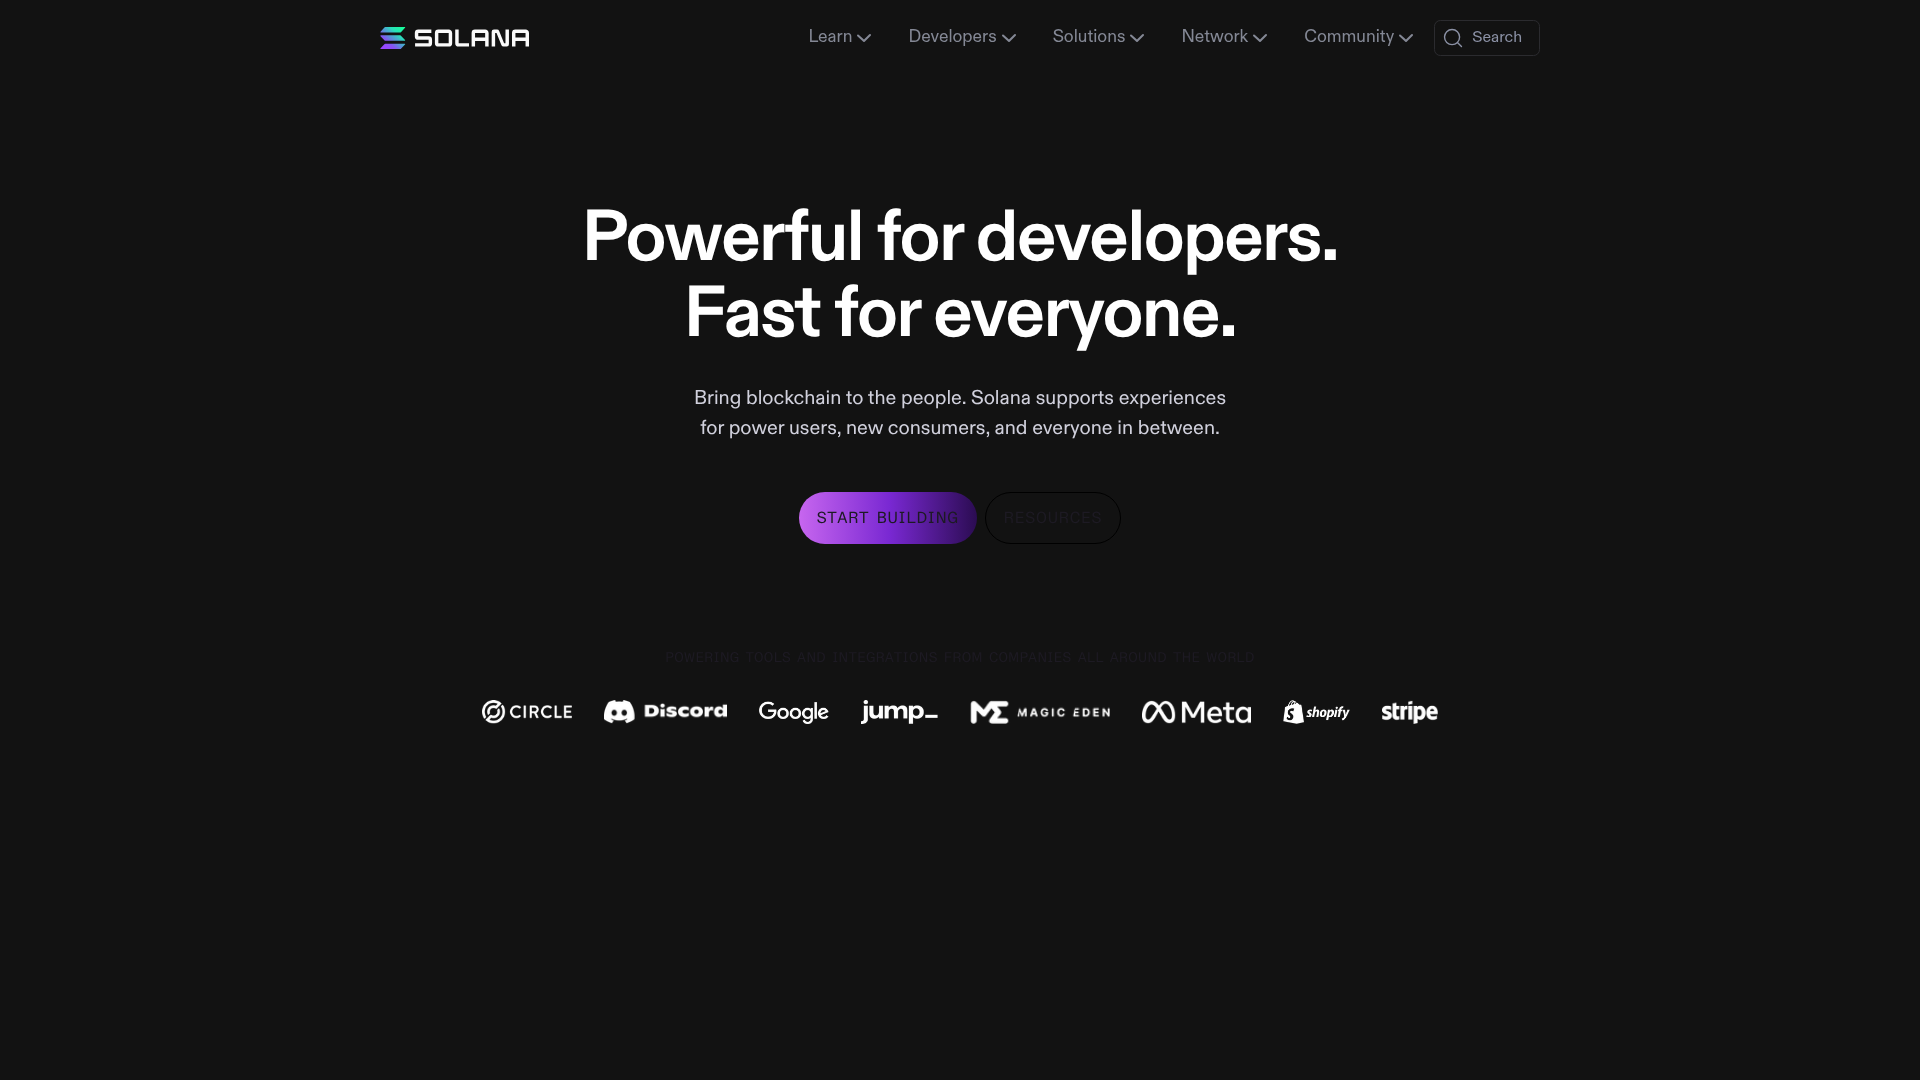 SOLANA
Learn Developers Solutions Network Community Search
Powerful for developers.
Fast for everyone.
Bring blockchain to the people. Solana supports experiences
for power users, new consumers, and everyone in between.
START BUILDING RESOURCES
POWERING TOOLS AND INTEGRATIONS FROM COMPANIES ALL AROUND THE WORLD
CIRCLE Discord Google jump_ ME MAGIC EDEN Meta shopify stripe